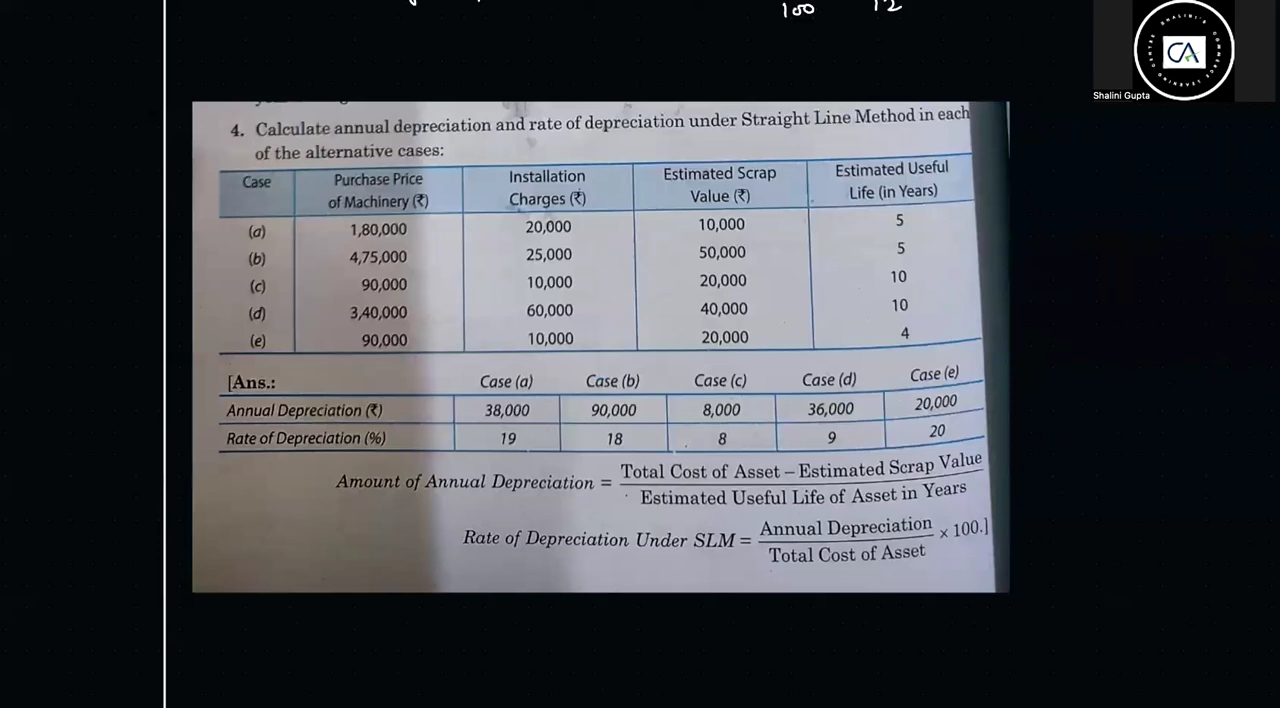 100 12
Shalini Gupta
4. Calculate annual depreciation and rate of depreciation under Straight Line Method in each
of the alternative cases:
Case Purchase Price of Machinery (₹) Installation Charges (₹) Estimated Scrap Value (₹) Estimated Useful Life (in Years)
(a) 1,80,000 20,000 10,000 5
(b) 4,75,000 25,000 50,000 5
(c) 90,000 10,000 20,000 10
(d) 3,40,000 60,000 40,000 10
(e) 90,000 10,000 20,000 4
[Ans.: Case (a) Case (b) Case (c) Case (d) Case (e)
Annual Depreciation (₹) 38,000 90,000 8,000 36,000 20,000
Rate of Depreciation (%) 19 18 8 9 20
Amount of Annual Depreciation = Total Cost of Asset – Estimated Scrap Value
Estimated Useful Life of Asset in Years
Rate of Depreciation Under SLM = Annual Depreciation × 100.]
Total Cost of Asset